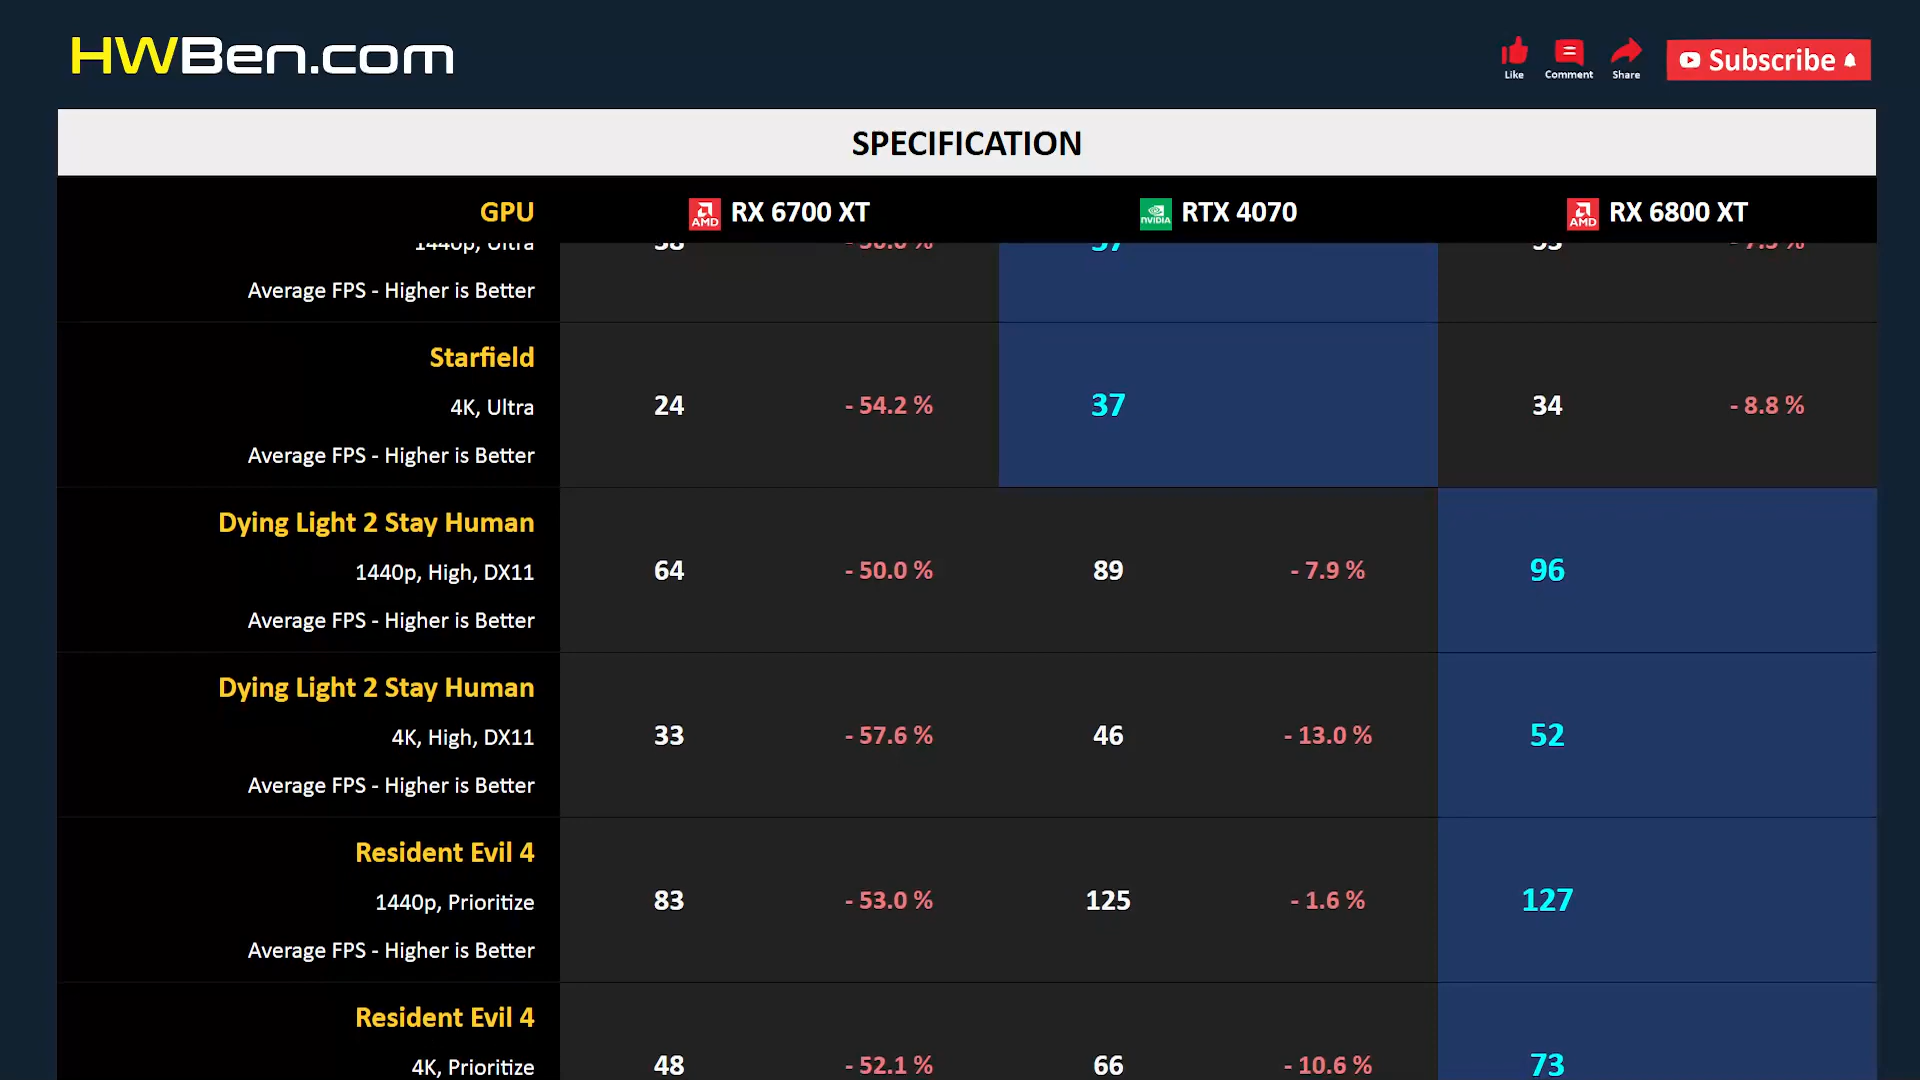 HWBen.com
Like Comment Share Subscribe
SPECIFICATION
GPU AMD RX 6700 XT NVIDIA RTX 4070 AMD RX 6800 XT
1440p, Ultra
Average FPS - Higher is Better
Starfield
4K, Ultra 24 - 54.2 % 37 34 - 8.8 %
Average FPS - Higher is Better
Dying Light 2 Stay Human
1440p, High, DX11 64 - 50.0 % 89 - 7.9 % 96
Average FPS - Higher is Better
Dying Light 2 Stay Human
4K, High, DX11 33 - 57.6 % 46 - 13.0 % 52
Average FPS - Higher is Better
Resident Evil 4
1440p, Prioritize 83 - 53.0 % 125 - 1.6 % 127
Average FPS - Higher is Better
Resident Evil 4
4K, Prioritize 48 - 52.1 % 66 - 10.6 % 73